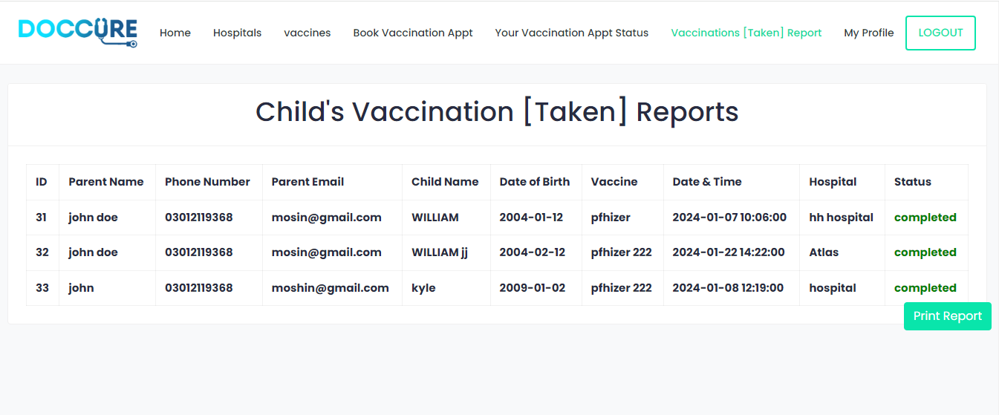 DOCCURE Home Hospitals vaccines Book Vaccination Appt Your Vaccination Appt Status Vaccinations [Taken] Report My Profile LOGOUT
Child's Vaccination [Taken] Reports
ID Parent Name Phone Number Parent Email Child Name Date of Birth Vaccine Date & Time Hospital Status
31 john doe 03012119368 mosin@gmail.com WILLIAM 2004-01-12 pfhizer 2024-01-07 10:06:00 hh hospital completed
32 john doe 03012119368 mosin@gmail.com WILLIAM jj 2004-02-12 pfhizer 222 2024-01-22 14:22:00 Atlas completed
33 john 03012119368 moshin@gmail.com kyle 2009-01-02 pfhizer 222 2024-01-08 12:19:00 hospital completed
Print Report